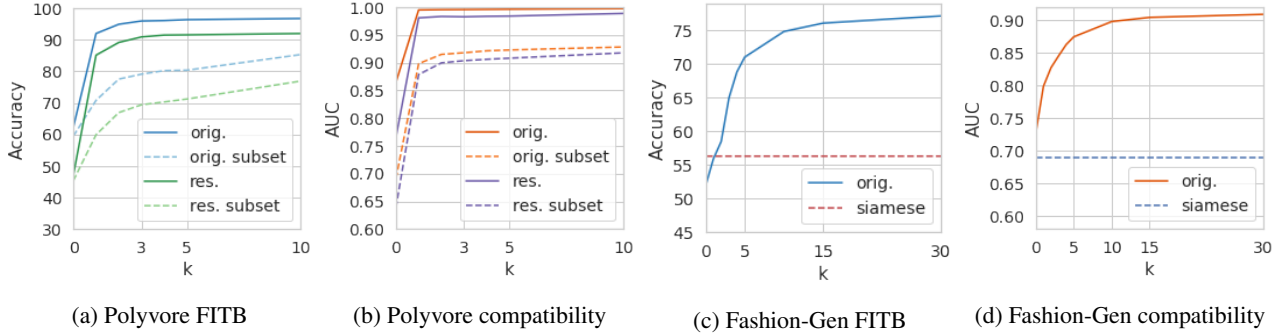 100
90
80
70
60
50
40
30
Accuracy
0
1
3
5
10
k
orig.
orig. subset
res.
res. subset
(a) Polyvore FITB
1.00
0.95
0.90
0.85
0.80
0.75
0.70
0.65
0.60
AUC
0
1
3
5
10
k
orig.
orig. subset
res.
res. subset
(b) Polyvore compatibility
75
70
65
60
55
50
45
Accuracy
0
1
5
10
15
30
k
orig.
siamese
(c) Fashion-Gen FITB
0.90
0.85
0.80
0.75
0.70
0.65
0.60
AUC
0
1
5
10
15
30
k
orig.
siamese
(d) Fashion-Gen compatibility